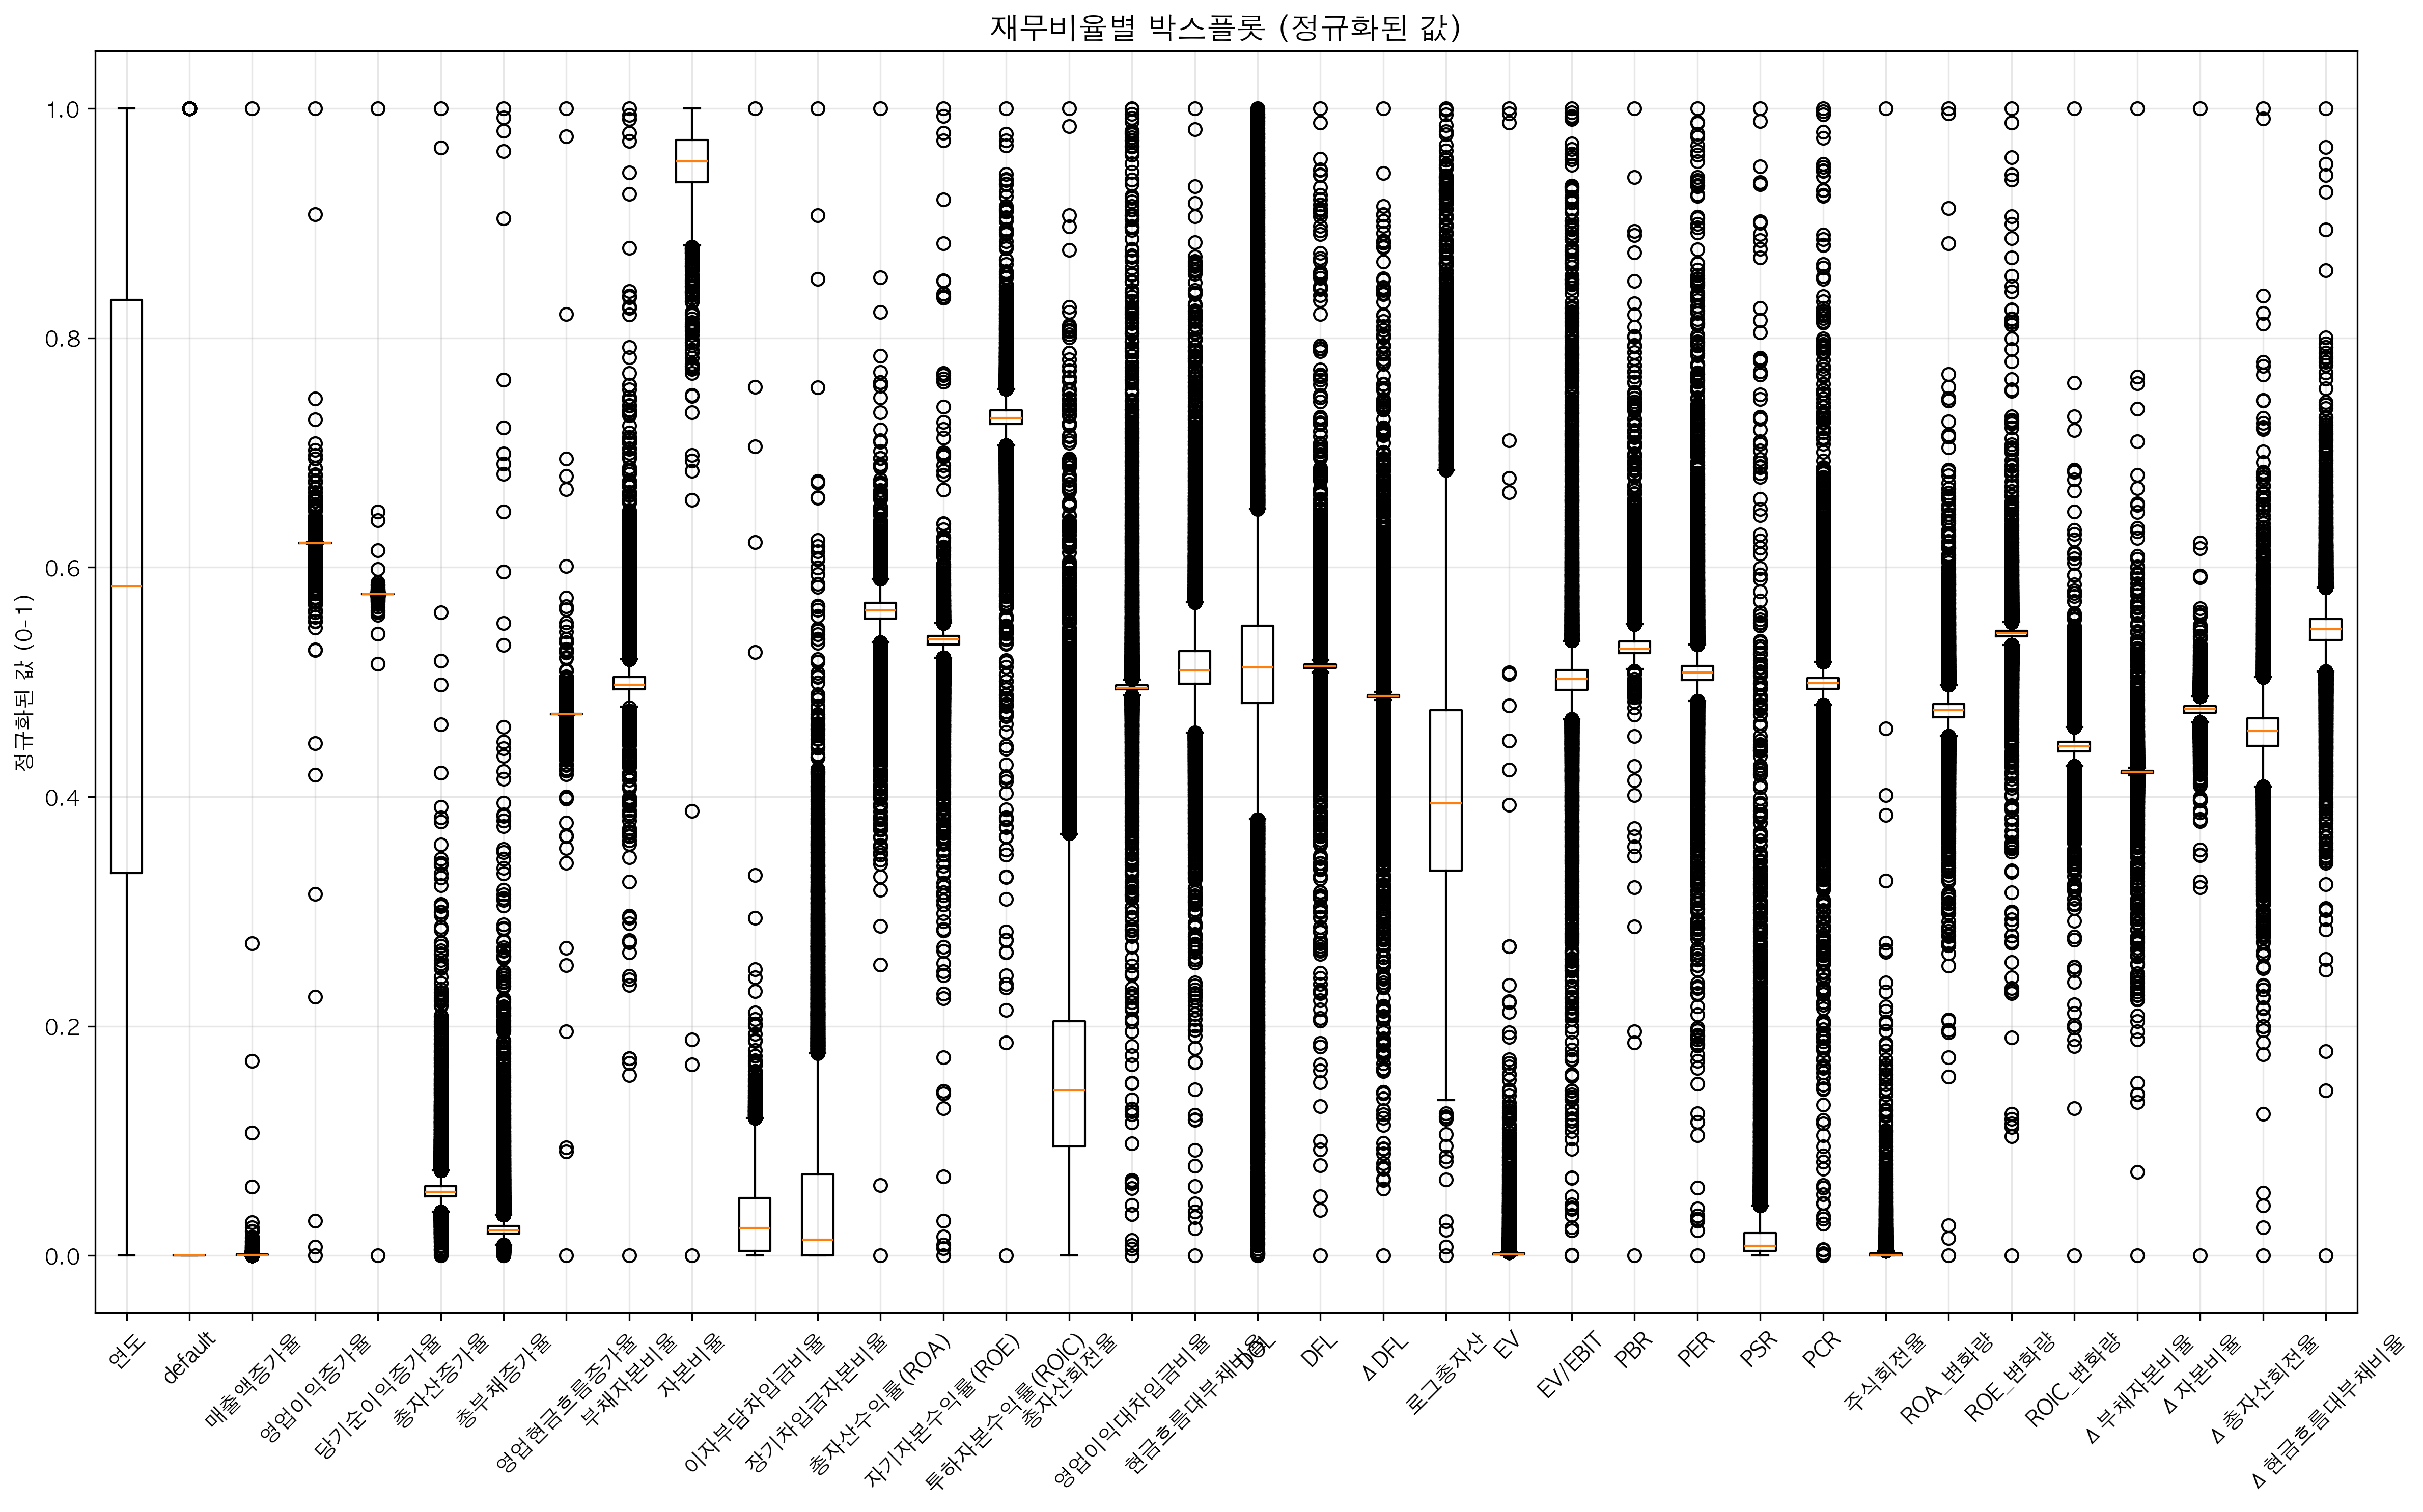 재무비율별 박스플롯 (정규화된 값)
정규화된 값 (0-1)
1.0
0.8
0.6
0.4
0.2
0.0
연도
default
매출액증가율
영업이익증가율
당기순이익증가율
총자산증가율
총부채증가율
영업현금흐름증가율
부채자본비율
자본비율
이자부담차입금비율
장기차입금자본비율
총자산수익률(ROA)
자기자본수익률(ROE)
투하자본수익률(ROIC)
총자산회전율
영업이익대차입금비율
현금흐름대부채비율
DOL
DFL
Δ DFL
로그총자산
EV
EV/EBIT
PBR
PER
PSR
PCR
주식회전율
ROA_변화량
ROE_변화량
ROIC_변화량
Δ 부채자본비율
Δ 자본비율
Δ 총자산회전율
Δ 현금흐름대부채비율